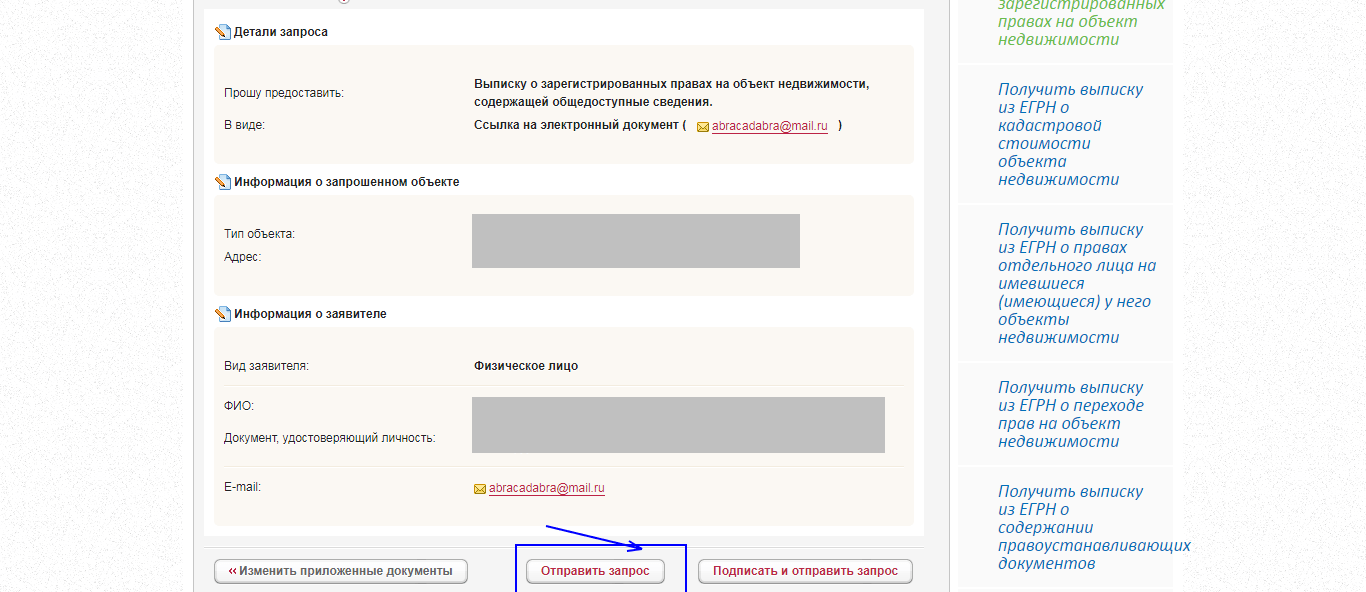 Детали запроса
Прошу предоставить:
Выписку о зарегистрированных правах на объект недвижимости,
содержащей общедоступные сведения.
В виде:
Ссылка на электронный документ ( abracadabra@mail.ru )
Информация о запрошенном объекте
Тип объекта:
Адрес:
Информация о заявителе
Вид заявителя:
Физическое лицо
ФИО:
Документ, удостоверяющий личность:
E-mail:
abracadabra@mail.ru
‹‹ Изменить приложенные документы
Отправить запрос
Подписать и отправить запрос
зарегистрированных
правах на объект
недвижимости
Получить выписку
из ЕГРН о
кадастровой
стоимости
объекта
недвижимости
Получить выписку
из ЕГРН о правах
отдельного лица на
имевшиеся
(имеющиеся) у него
объекты
недвижимости
Получить выписку
из ЕГРН о переходе
прав на объект
недвижимости
Получить выписку
из ЕГРН о
содержании
правоустанавливающих
документов